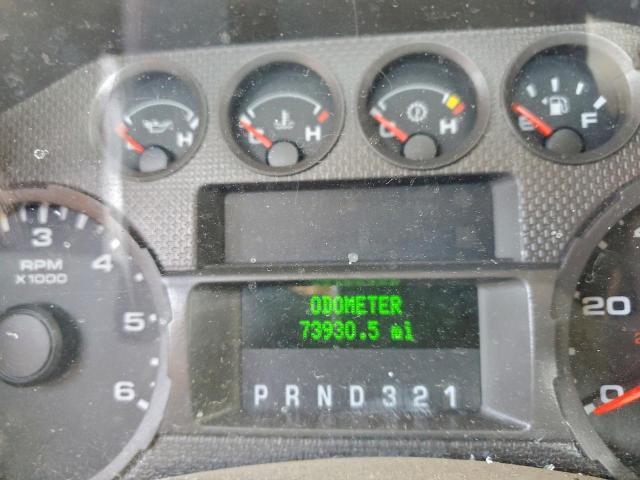 H
C H
C H
E F
3
4
RPM
X1000
5
6
ODOMETER
73930.5 mi
P R N D 3 2 1
20
0